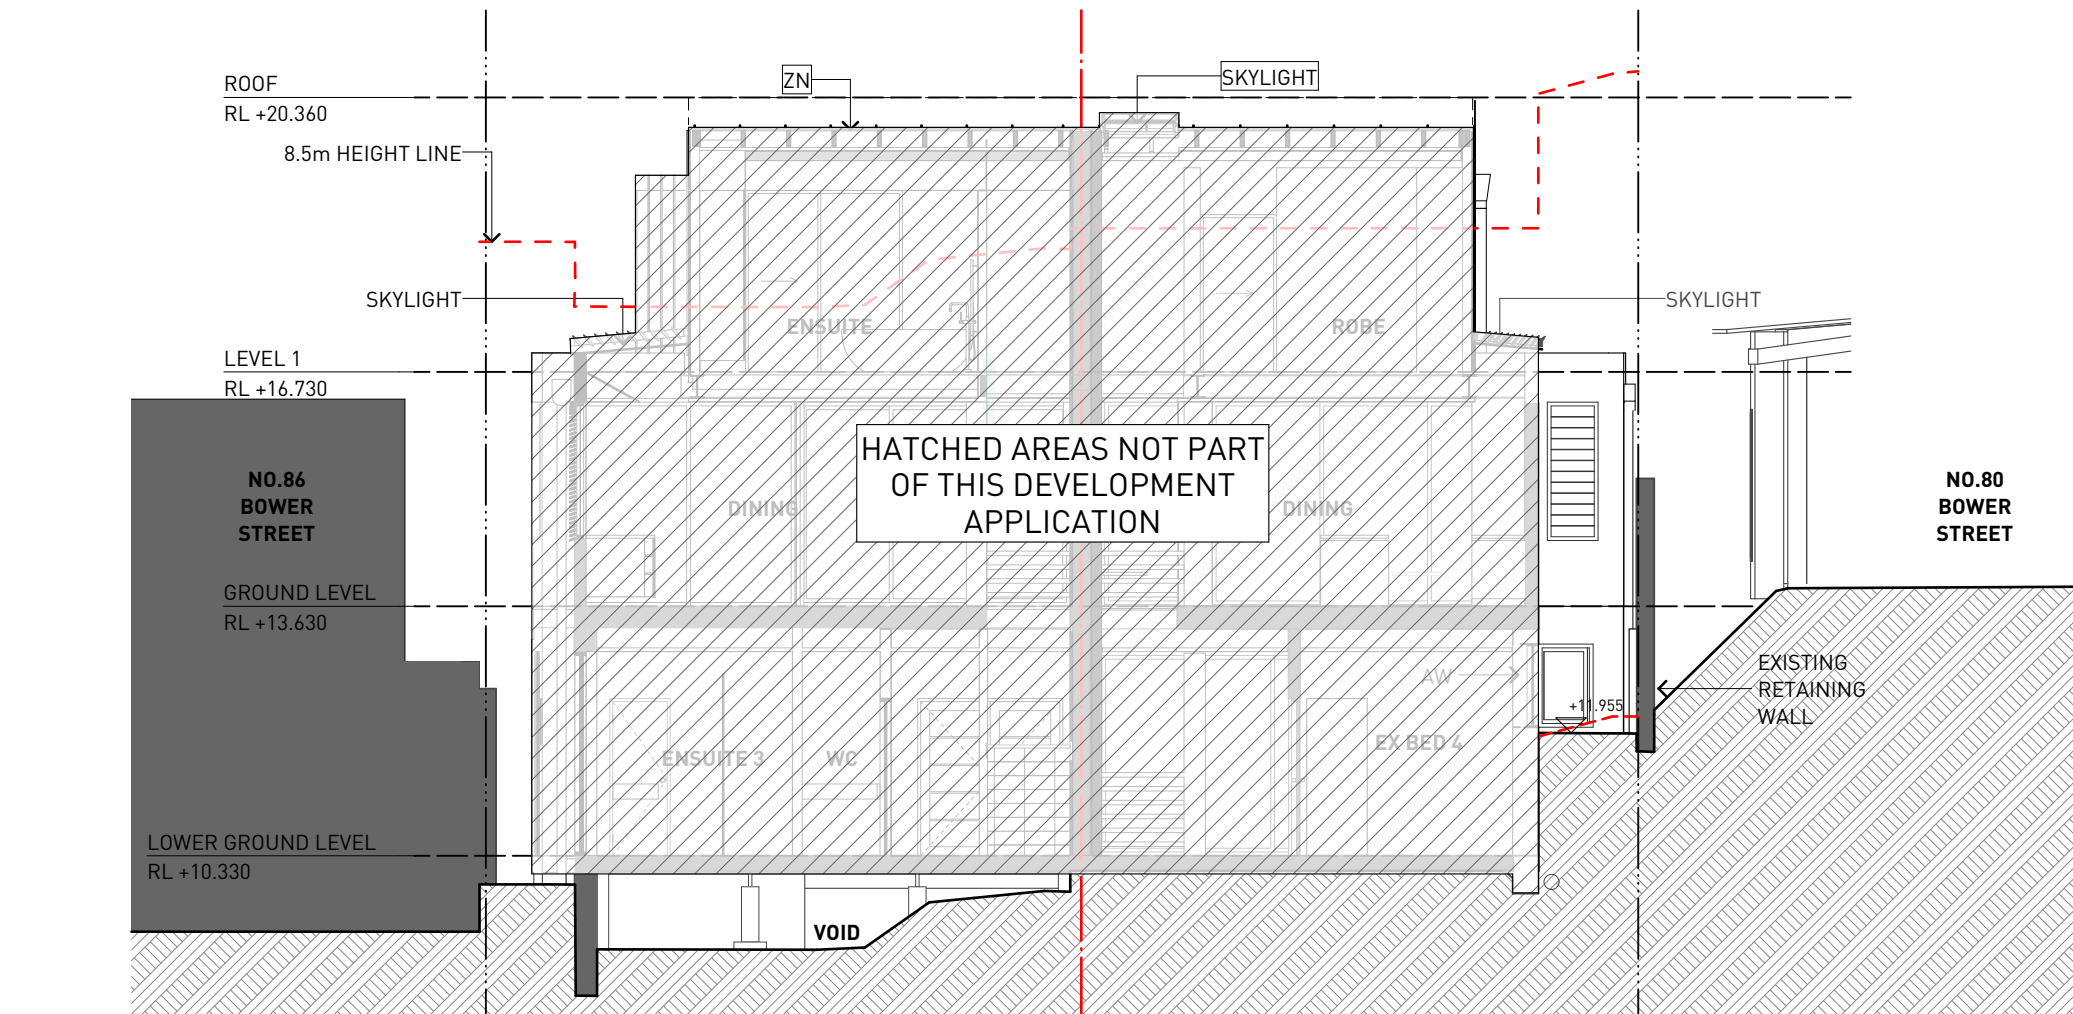 ROOF
RL +20.360
ZN
SKYLIGHT
8.5m HEIGHT LINE
SKYLIGHT
SKYLIGHT
ENSUITE
ROBE
LEVEL 1
RL +16.730
HATCHED AREAS NOT PART
OF THIS DEVELOPMENT
APPLICATION
NO.86
BOWER
STREET
DINING
DINING
NO.80
BOWER
STREET
GROUND LEVEL
RL +13.630
AW
EXISTING
RETAINING
WALL
+11.955
ENSUITE 3
WC
EX BED 4
LOWER GROUND LEVEL
RL +10.330
VOID